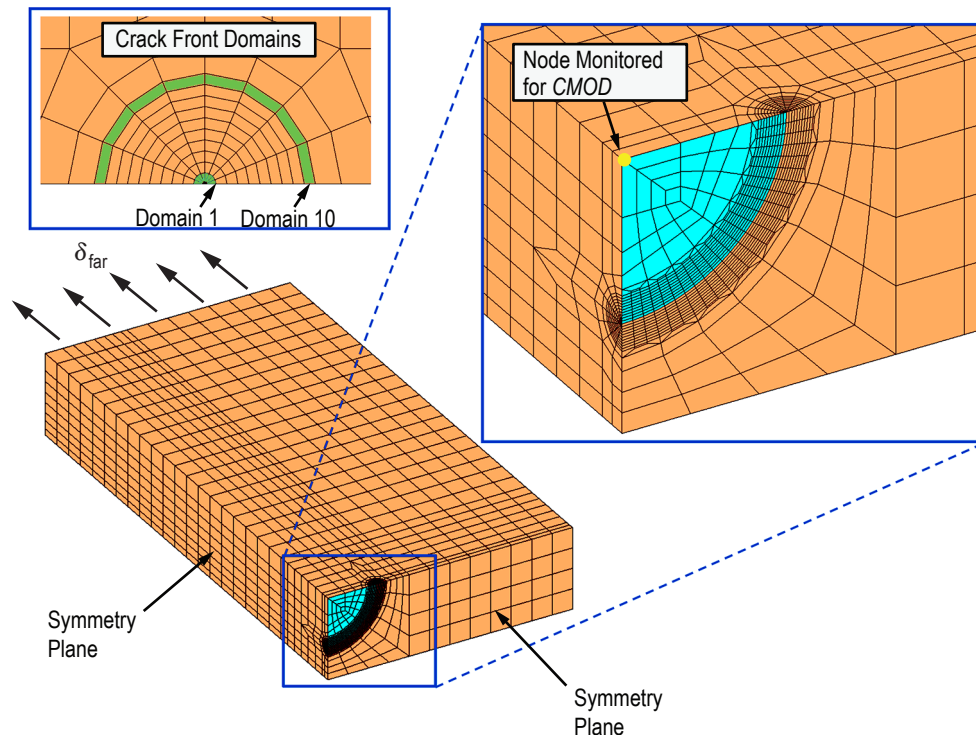 Crack Front Domains
Domain 1
Domain 10
Node Monitored
for CMOD
δfar
Symmetry
Plane
Symmetry
Plane